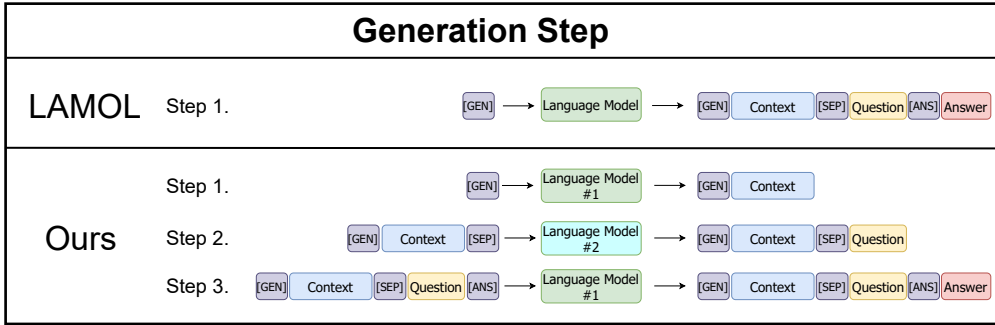 Generation Step
LAMOL Step 1. [GEN] Language Model [GEN] Context [SEP] Question [ANS] Answer
Step 1. [GEN] Language Model #1 [GEN] Context
Ours Step 2. [GEN] Context [SEP] Language Model #2 [GEN] Context [SEP] Question
Step 3. [GEN] Context [SEP] Question [ANS] Language Model #1 [GEN] Context [SEP] Question [ANS] Answer